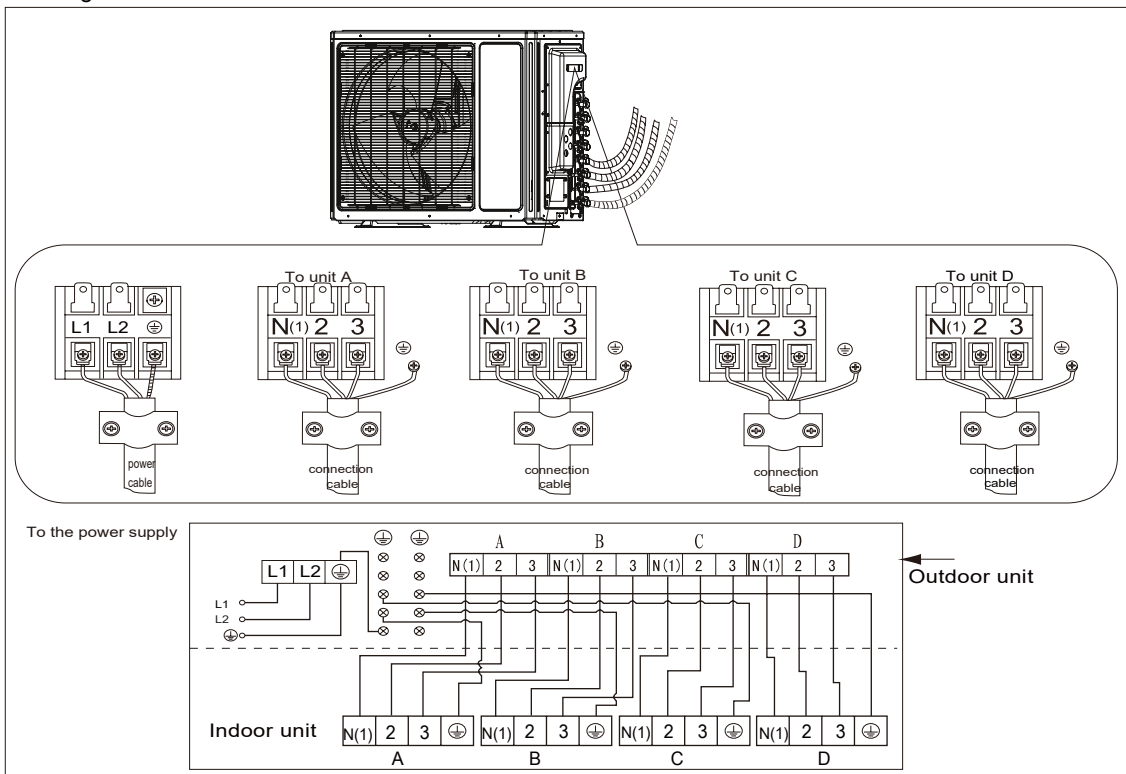 To unit A
To unit B
To unit C
To unit D
L1 L2
N(1) 2 3
N(1) 2 3
N(1) 2 3
N(1) 2 3
power
cable
connection
cable
connection
cable
connection
cable
connection
cable
To the power supply
A B C D
L1 L2
N(1) 2 3 N(1) 2 3 N(1) 2 3 N(1) 2 3
Outdoor unit
L1
L2
Indoor unit
N(1) 2 3
N(1) 2 3
N(1) 2 3
N(1) 2 3
A B C D